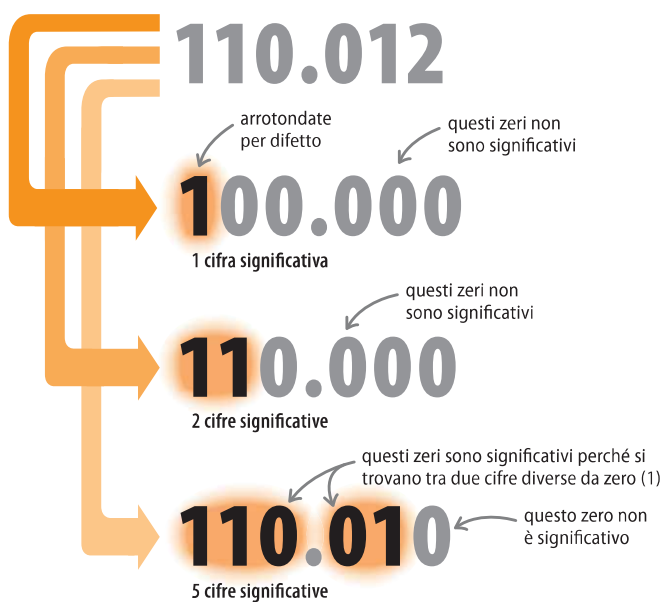 110.012
arrotondate
per difetto
questi zeri non
sono significativi
100.000
1 cifra significativa
questi zeri non
sono significativi
110.000
2 cifre significative
questi zeri sono significativi perché si
trovano tra due cifre diverse da zero (1)
110.010
questo zero non
è significativo
5 cifre significative